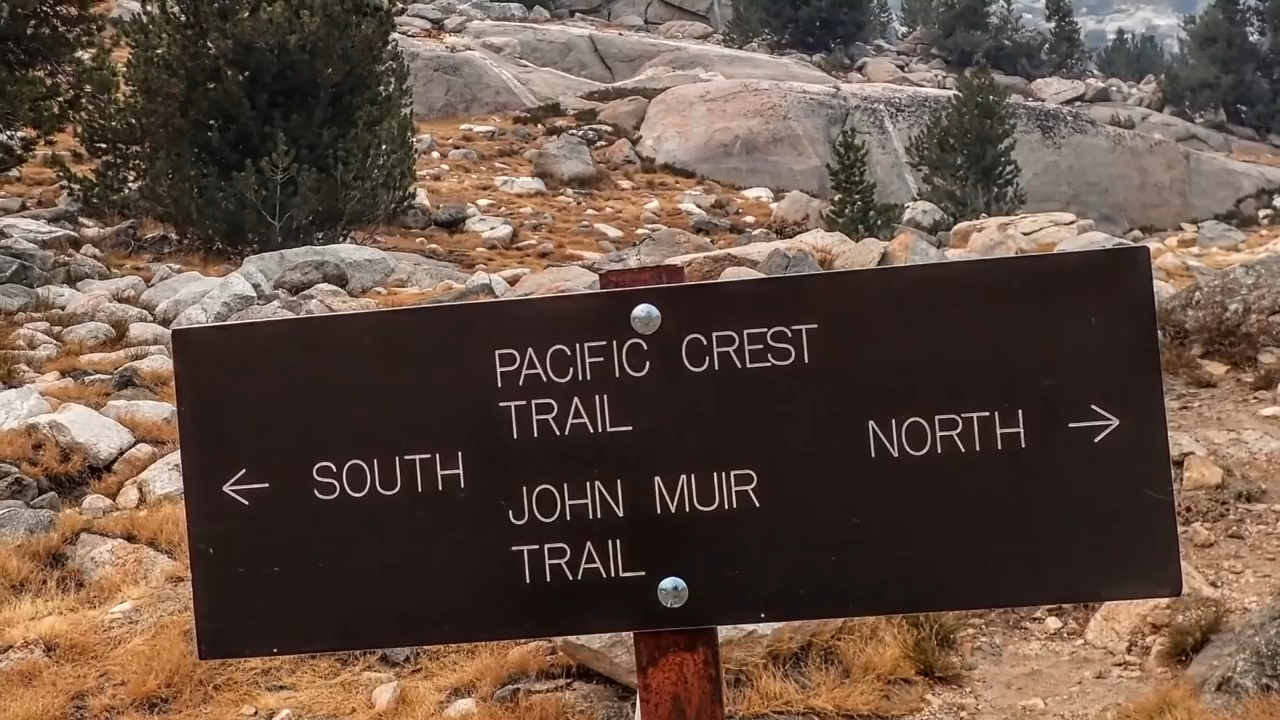 PACIFIC CREST
TRAIL
← SOUTH
NORTH →
JOHN MUIR
TRAIL